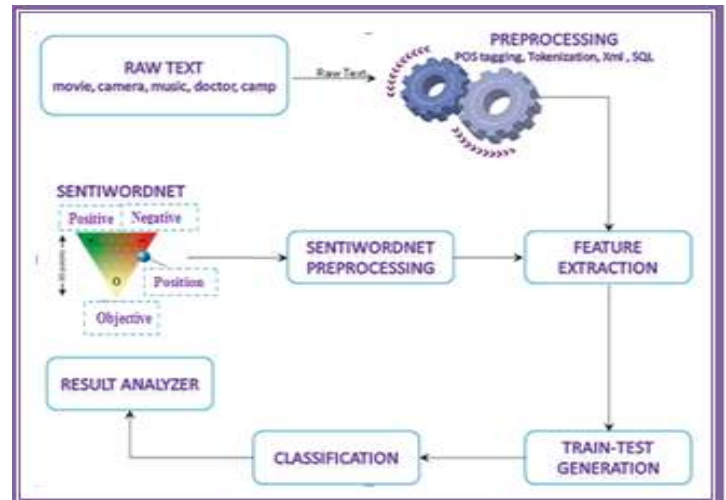 PREPROCESSING
POS tagging, Tokenization, Xml , SQL
RAW TEXT
movie, camera, music, doctor, camp
Raw Text
SENTIWORDNET
Positive Negative
O
Position
Objective
SENTIWORDNET
PREPROCESSING
FEATURE
EXTRACTION
RESULT ANALYZER
CLASSIFICATION
TRAIN-TEST
GENERATION